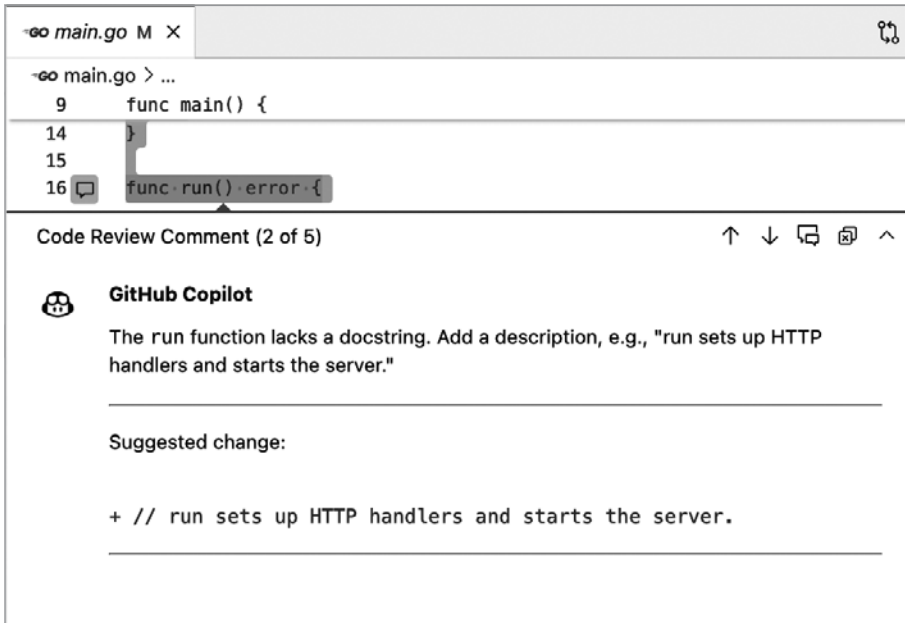 GO main.go M ×
GO main.go > ...
9 func main() {
14 }
15
16 func·run()·error·{
Code Review Comment (2 of 5)
GitHub Copilot
The run function lacks a docstring. Add a description, e.g., "run sets up HTTP
handlers and starts the server."
Suggested change:
+ // run sets up HTTP handlers and starts the server.